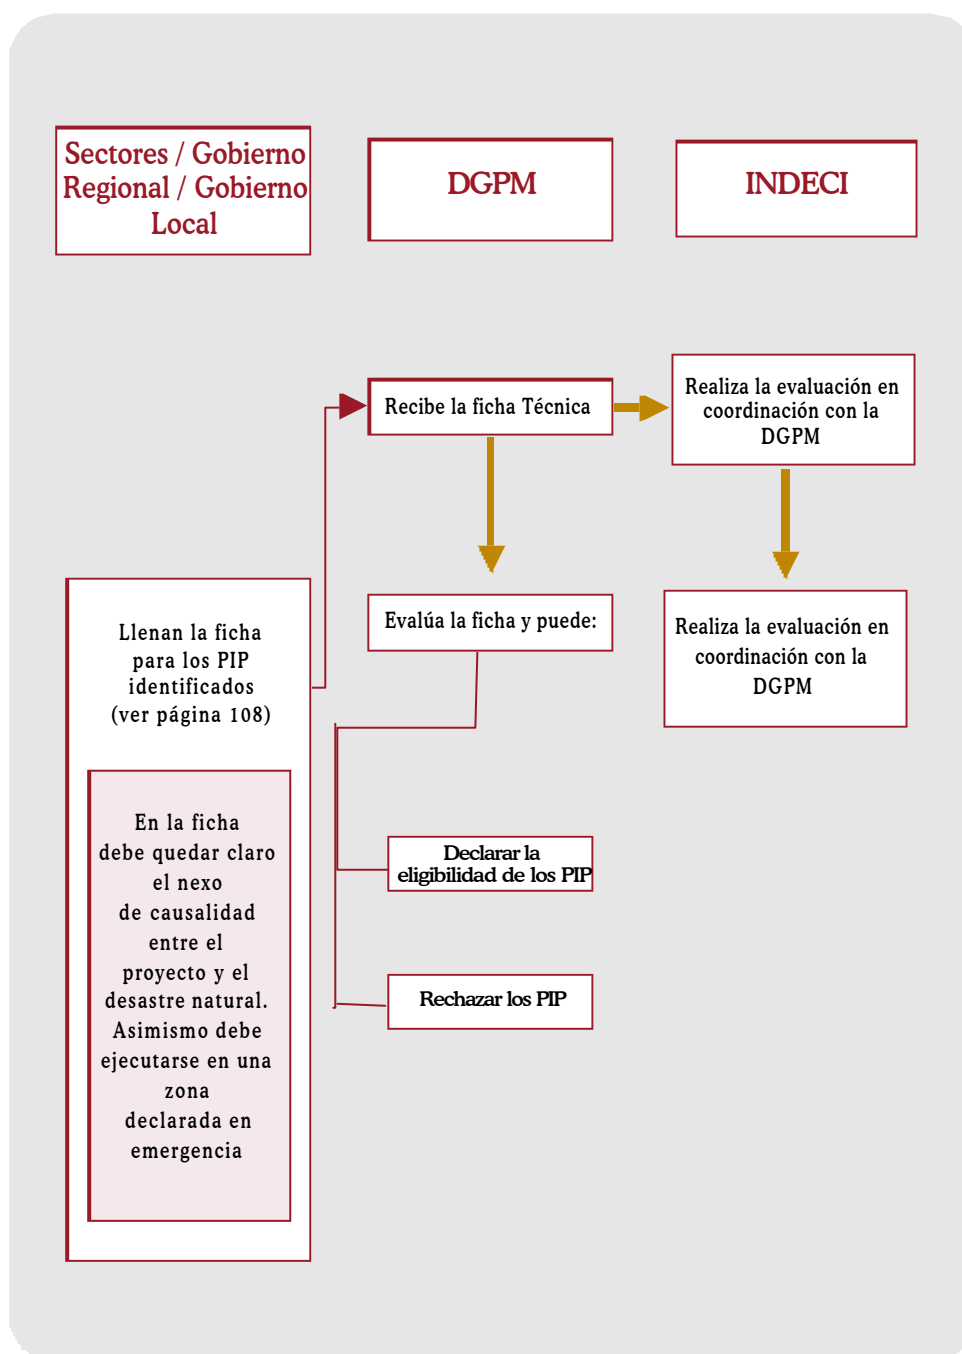 Sectores / Gobierno
Regional / Gobierno
Local
DGPM
INDECI
Recibe la ficha Técnica
Realiza la evaluación en
coordinación con la
DGPM
Llenan la ficha
para los PIP
identificados
(ver página 108)
En la ficha
debe quedar claro
el nexo
de causalidad
entre el
proyecto y el
desastre natural.
Asimismo debe
ejecutarse en una
zona
declarada en
emergencia
Evalúa la ficha y puede:
Realiza la evaluación en
coordinación con la
DGPM
Declarar la
eligibilidad de los PIP
Rechazar los PIP